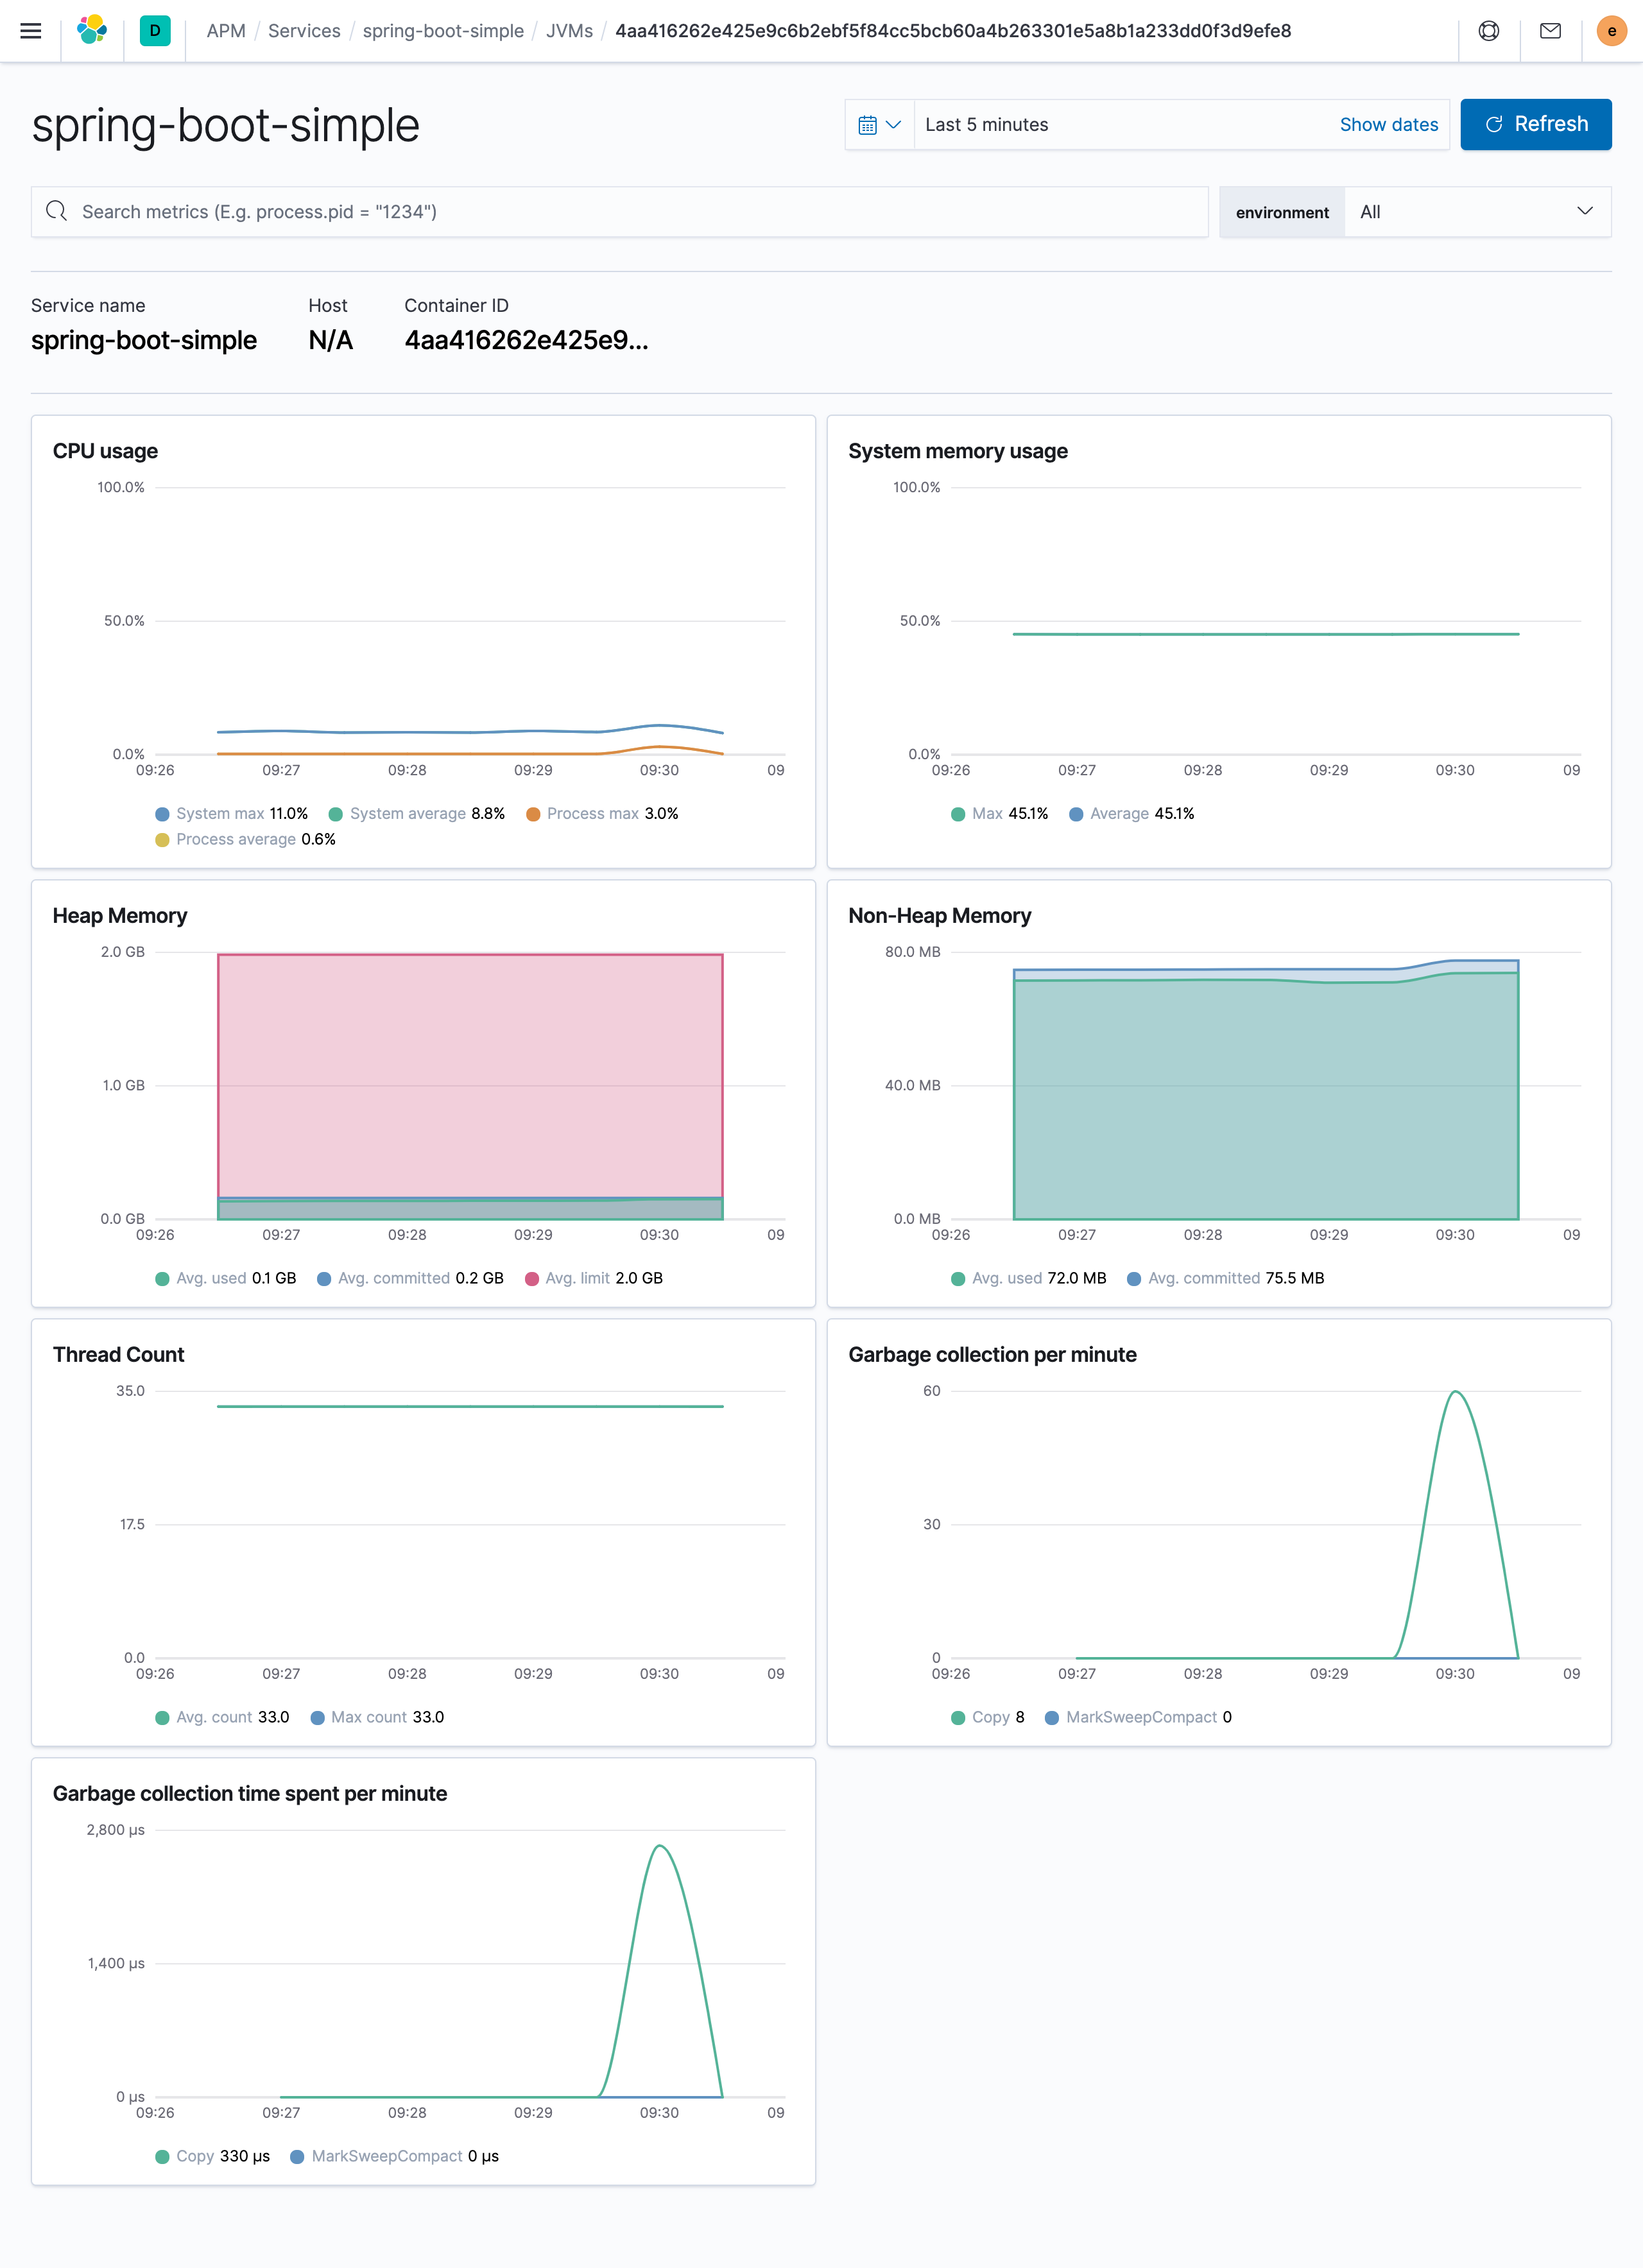 D APM / Services / spring-boot-simple / JVMs / 4aa416262e425e9c6b2ebf5f84cc5bcb60a4b263301e5a8b1a233dd0f3d9efe8 e
spring-boot-simple
Last 5 minutes Show dates Refresh
Search metrics (E.g. process.pid = "1234") environment All
Service name Host Container ID
spring-boot-simple N/A 4aa416262e425e9...
CPU usage
100.0%
50.0%
0.0%
09:26 09:27 09:28 09:29 09:30 09
System max 11.0% System average 8.8% Process max 3.0%
Process average 0.6%
System memory usage
100.0%
50.0%
0.0%
09:26 09:27 09:28 09:29 09:30 09
Max 45.1% Average 45.1%
Heap Memory
2.0 GB
1.0 GB
0.0 GB
09:26 09:27 09:28 09:29 09:30 09
Avg. used 0.1 GB Avg. committed 0.2 GB Avg. limit 2.0 GB
Non-Heap Memory
80.0 MB
40.0 MB
0.0 MB
09:26 09:27 09:28 09:29 09:30 09
Avg. used 72.0 MB Avg. committed 75.5 MB
Thread Count
35.0
17.5
0.0
09:26 09:27 09:28 09:29 09:30 09
Avg. count 33.0 Max count 33.0
Garbage collection per minute
60
30
0
09:26 09:27 09:28 09:29 09:30 09
Copy 8 MarkSweepCompact 0
Garbage collection time spent per minute
2,800 µs
1,400 µs
0 µs
09:26 09:27 09:28 09:29 09:30 09
Copy 330 µs MarkSweepCompact 0 µs